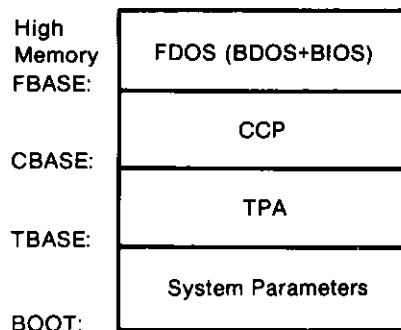 High
Memory
FDOS (BDOS+BIOS)
FBASE:
CCP
CBASE:
TPA
TBASE:
System Parameters
BOOT: